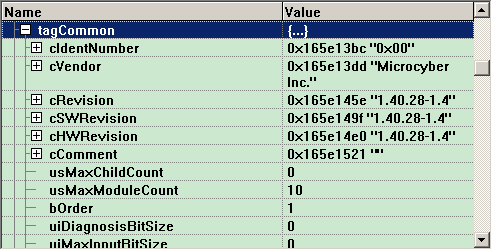 Name Value
tagCommon {...}
cIdentNumber 0x165e13bc "0x00"
cVendor 0x165e13dd "Microcyber
Inc."
cRevision 0x165e145e "1.40.28-1.4"
cSWRevision 0x165e149f "1.40.28-1.4"
cHWRevision 0x165e14e0 "1.40.28-1.4"
cComment 0x165e1521 ""
usMaxChildCount 0
usMaxModuleCount 10
bOrder 1
uiDiagnosisBitSize 0
uiMaxInputBitSize 0